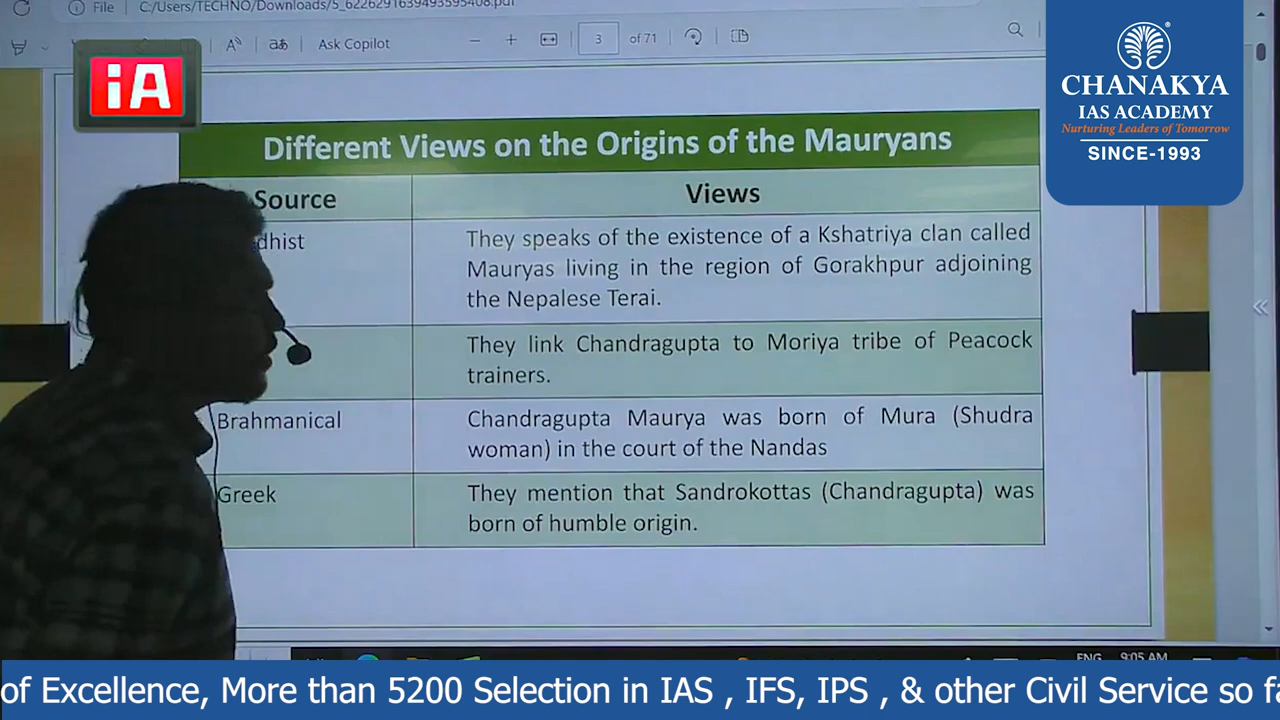 File
C:/Users/TECHNO/Downloads/5_6226291639493595408.pdf
Ask Copilot
3
of 71
iA
CHANAKYA
IAS ACADEMY
Nurturing Leaders of Tomorrow
SINCE-1993
Different Views on the Origins of the Mauryans
Source
Views
dhist
They speaks of the existence of a Kshatriya clan called
Mauryas living in the region of Gorakhpur adjoining
the Nepalese Terai.
They link Chandragupta to Moriya tribe of Peacock
trainers.
Brahmanical
Chandragupta Maurya was born of Mura (Shudra
woman) in the court of the Nandas
Greek
They mention that Sandrokottas (Chandragupta) was
born of humble origin.
ENG
9:05 AM
of Excellence, More than 5200 Selection in IAS , IFS, IPS , & other Civil Service so fa